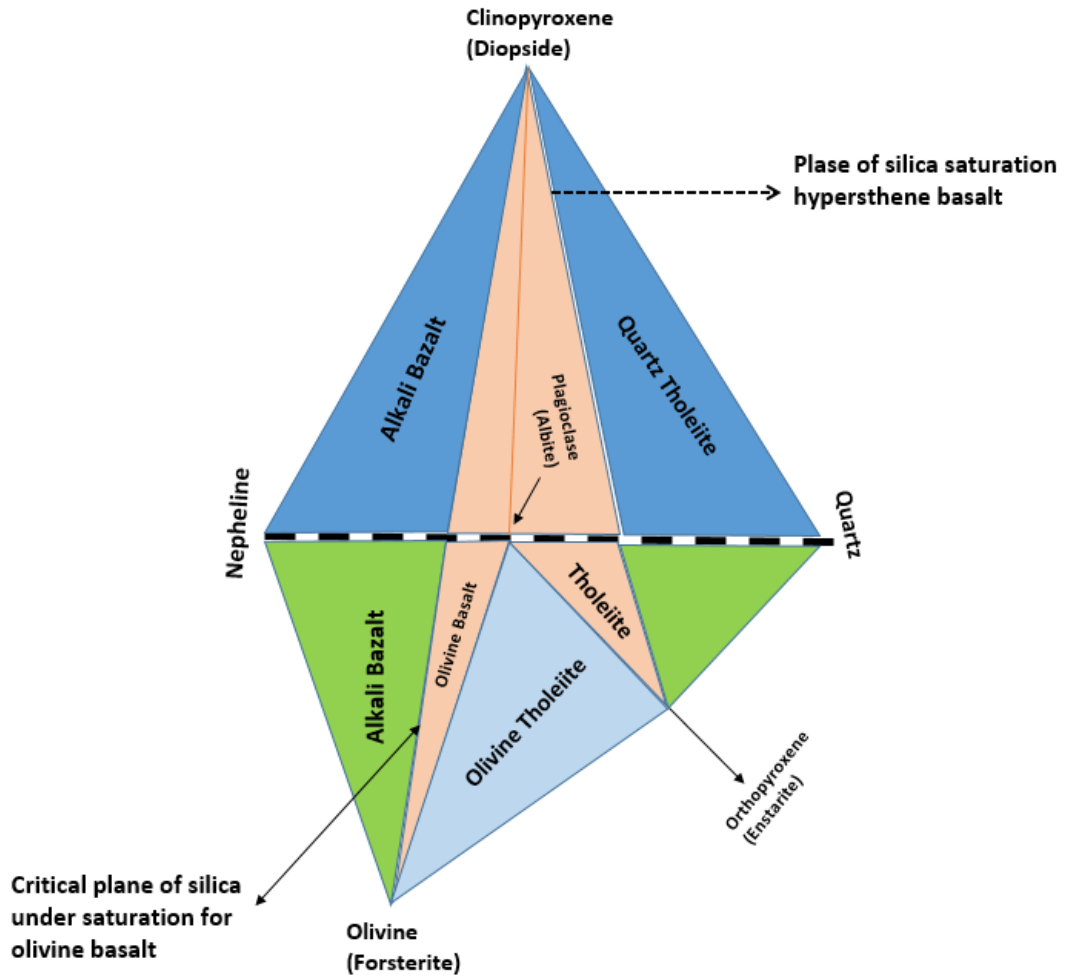 Clinopyroxene
(Diopside)
Plase of silica saturation
hypersthene basalt
Alkali Bazalt
Quartz Tholeiite
Plagioclase
(Albite)
Nepheline
Quartz
Alkali Bazalt
Olivine Basalt
Tholeiite
Olivine Tholeiite
Orthopyroxene
(Enstarite)
Critical plane of silica
under saturation for
olivine basalt
Olivine
(Forsterite)